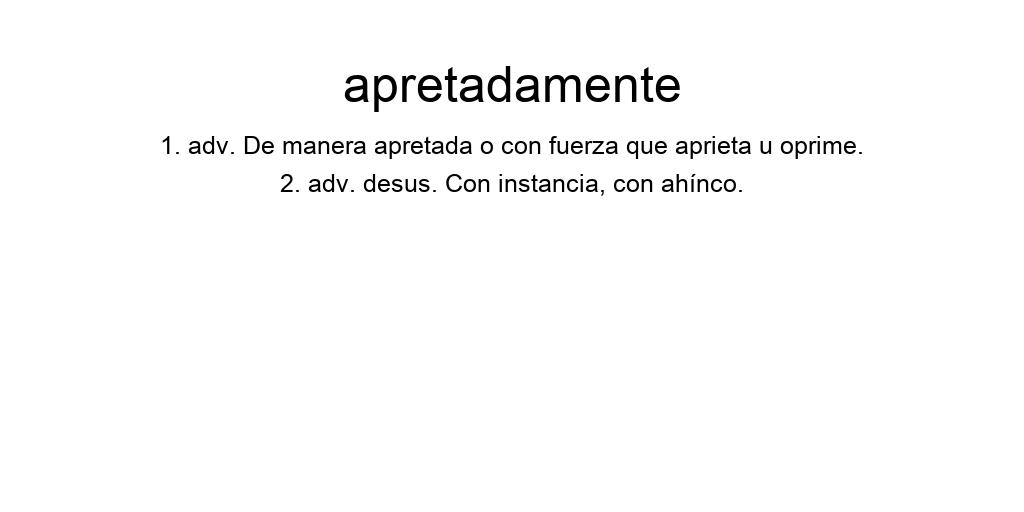 apretadamente
1. adv. De manera apretada o con fuerza que aprieta u oprime.
2. adv. desus. Con instancia, con ahínco.